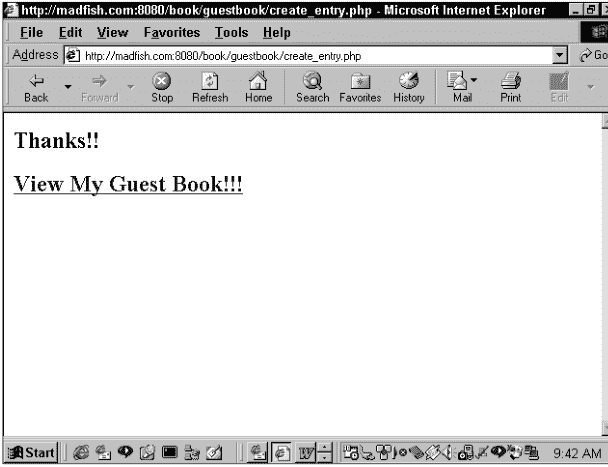 http://madfish.com:8080/book/guestbook/create_entry.php - Microsoft Internet Explorer
File Edit View Favorites Tools Help
Address http://madfish.com:8080/book/guestbook/create_entry.php Go
Back Forward Stop Refresh Home Search Favorites History Mail Print Edit
Thanks!!
View My Guest Book!!!
Start 9:42 AM